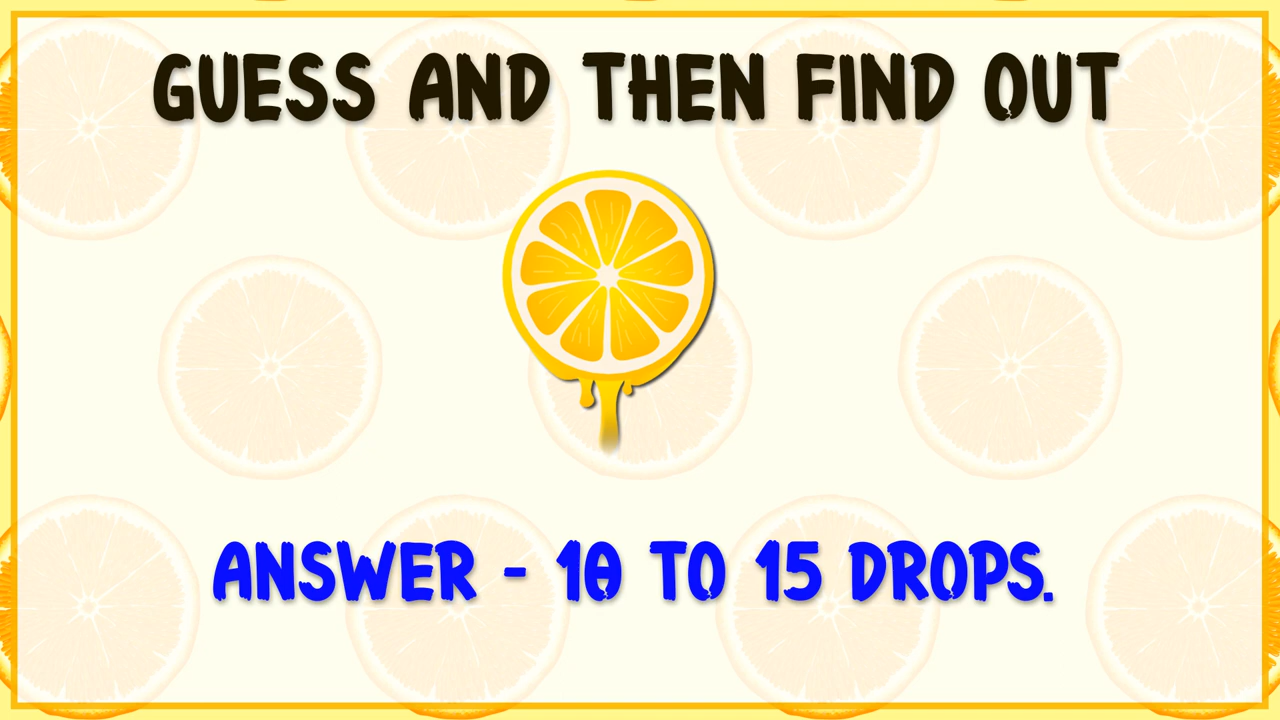 GUESS AND THEN FIND OUT
ANSWER - 10 TO 15 DROPS.